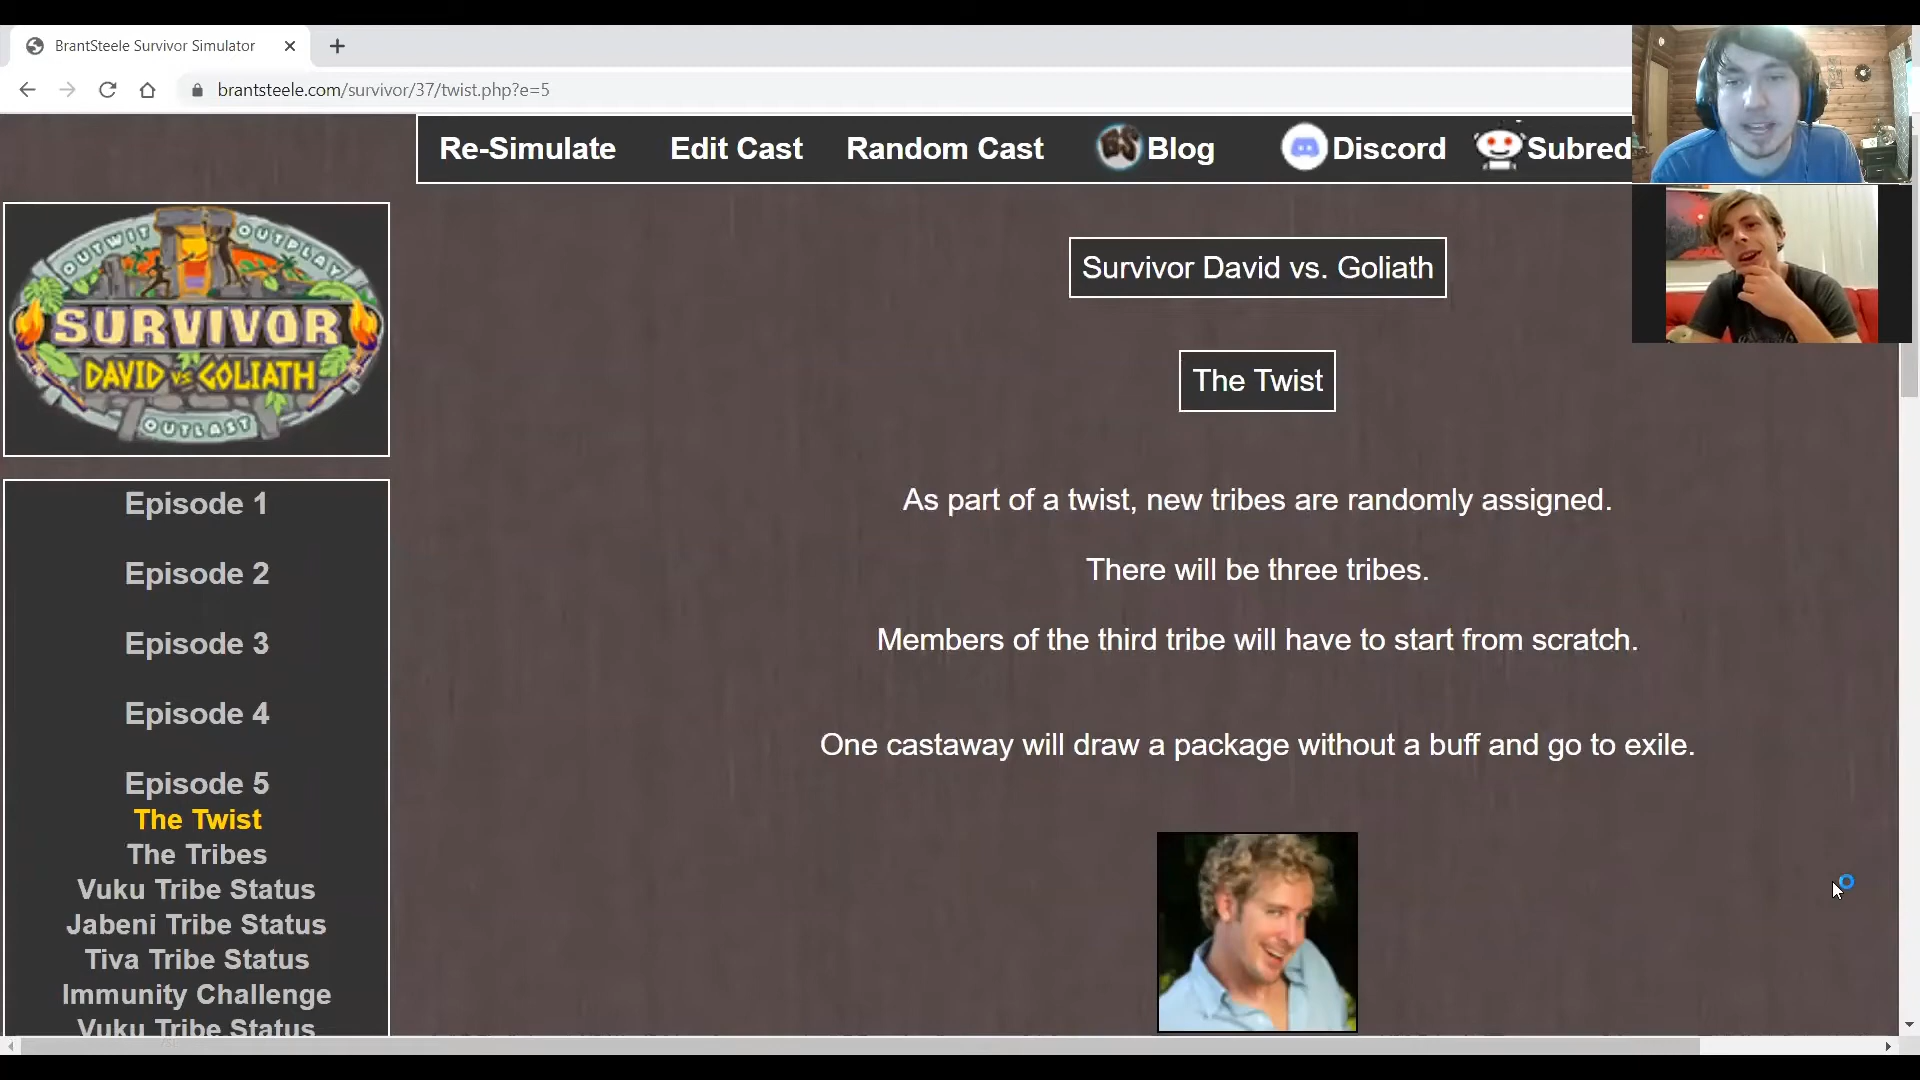 BrantSteele Survivor Simulator
brantsteele.com/survivor/37/twist.php?e=5
Re-Simulate Edit Cast Random Cast BS Blog Discord Subred
OUTWIT OUTPLAY
SURVIVOR
DAVID vs GOLIATH
OUTLAST
Survivor David vs. Goliath
The Twist
As part of a twist, new tribes are randomly assigned.
There will be three tribes.
Members of the third tribe will have to start from scratch.
One castaway will draw a package without a buff and go to exile.
Episode 1
Episode 2
Episode 3
Episode 4
Episode 5
The Twist
The Tribes
Vuku Tribe Status
Jabeni Tribe Status
Tiva Tribe Status
Immunity Challenge
Vuku Tribe Status